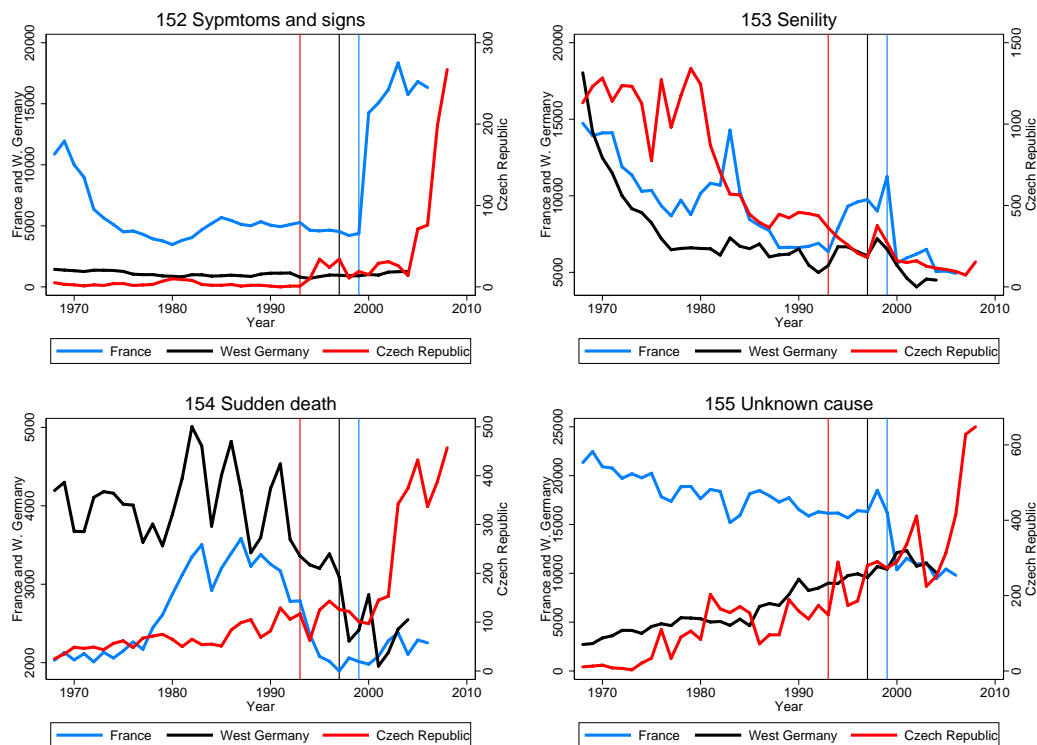 152 Sypmtoms and signs
France and W. Germany
0 5000 10000 15000 20000
Czech Republic
0 100 200 300
1970 1980 1990 2000 2010
Year
France West Germany Czech Republic
153 Senility
France and W. Germany
5000 10000 15000 20000
Czech Republic
0 500 1000 1500
1970 1980 1990 2000 2010
Year
France West Germany Czech Republic
154 Sudden death
France and W. Germany
2000 3000 4000 5000
Czech Republic
0 100 200 300 400 500
1970 1980 1990 2000 2010
Year
France West Germany Czech Republic
155 Unknown cause
France and W. Germany
0 5000 10000 15000 20000 25000
Czech Republic
0 200 400 600
1970 1980 1990 2000 2010
Year
France West Germany Czech Republic